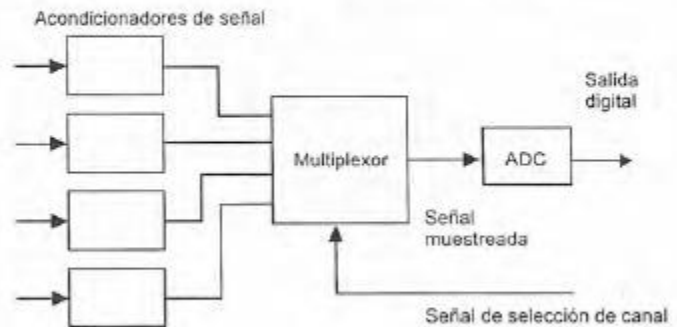 Acondicionadores de señal
Salida
digital
Multiplexor
ADC
Señal
muestreada
Señal de selección de canal